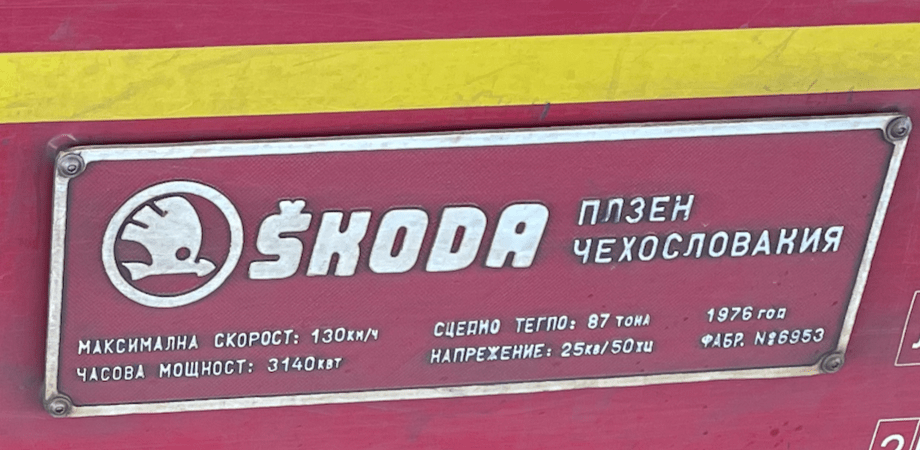 ŠKODA
ПЛЗЕН
ЧЕХОСЛОВАКИЯ
МАКСИМАЛНА СКОРОСТ: 130км/ч
ЧАСОВА МОЩНОСТ: 3140квт
СЦЕПНО ТЕГЛО: 87 тона
НАПРЕЖЕНИЕ: 25кв/50хц
1976 год
ФАБР. №6953